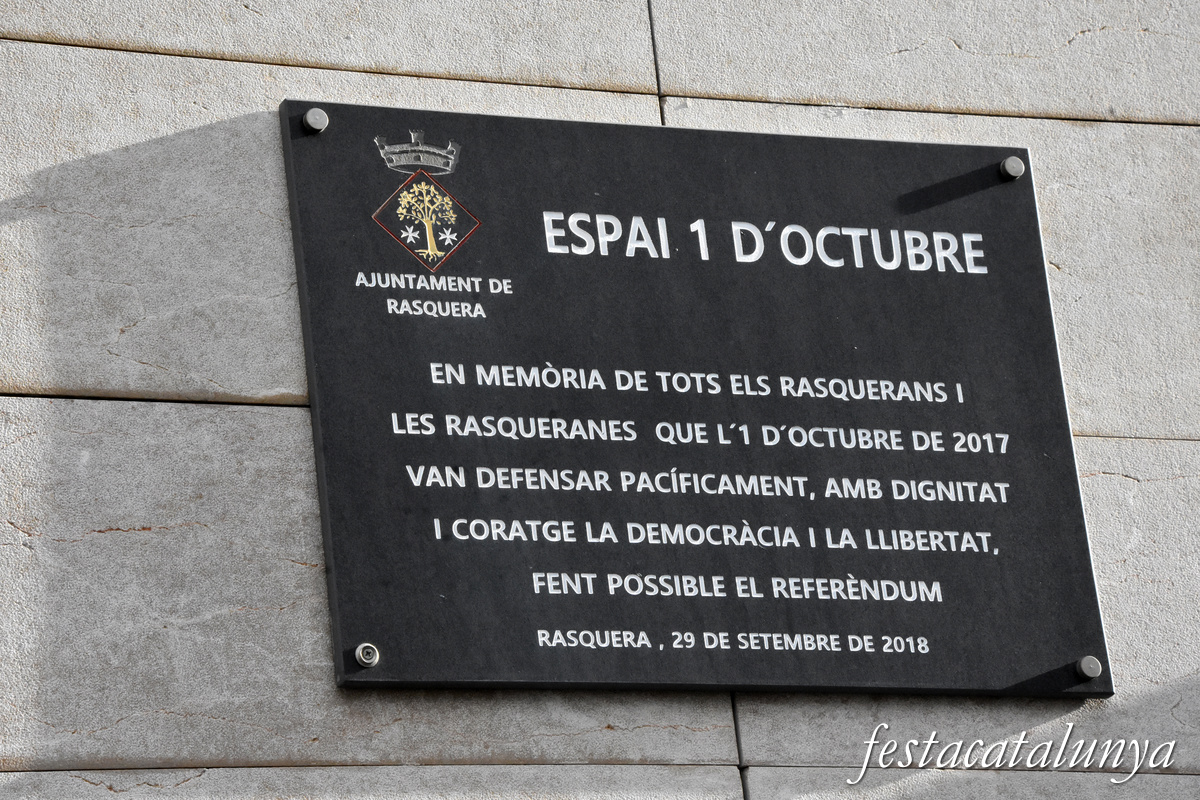 AJUNTAMENT DE
RASQUERA
ESPAI 1 D´OCTUBRE
EN MEMÒRIA DE TOTS ELS RASQUERANS I
LES RASQUERANES QUE L´1 D´OCTUBRE DE 2017
VAN DEFENSAR PACÍFICAMENT, AMB DIGNITAT
I CORATGE LA DEMOCRÀCIA I LA LLIBERTAT,
FENT POSSIBLE EL REFERÈNDUM
RASQUERA , 29 DE SETEMBRE DE 2018
festacatalunya